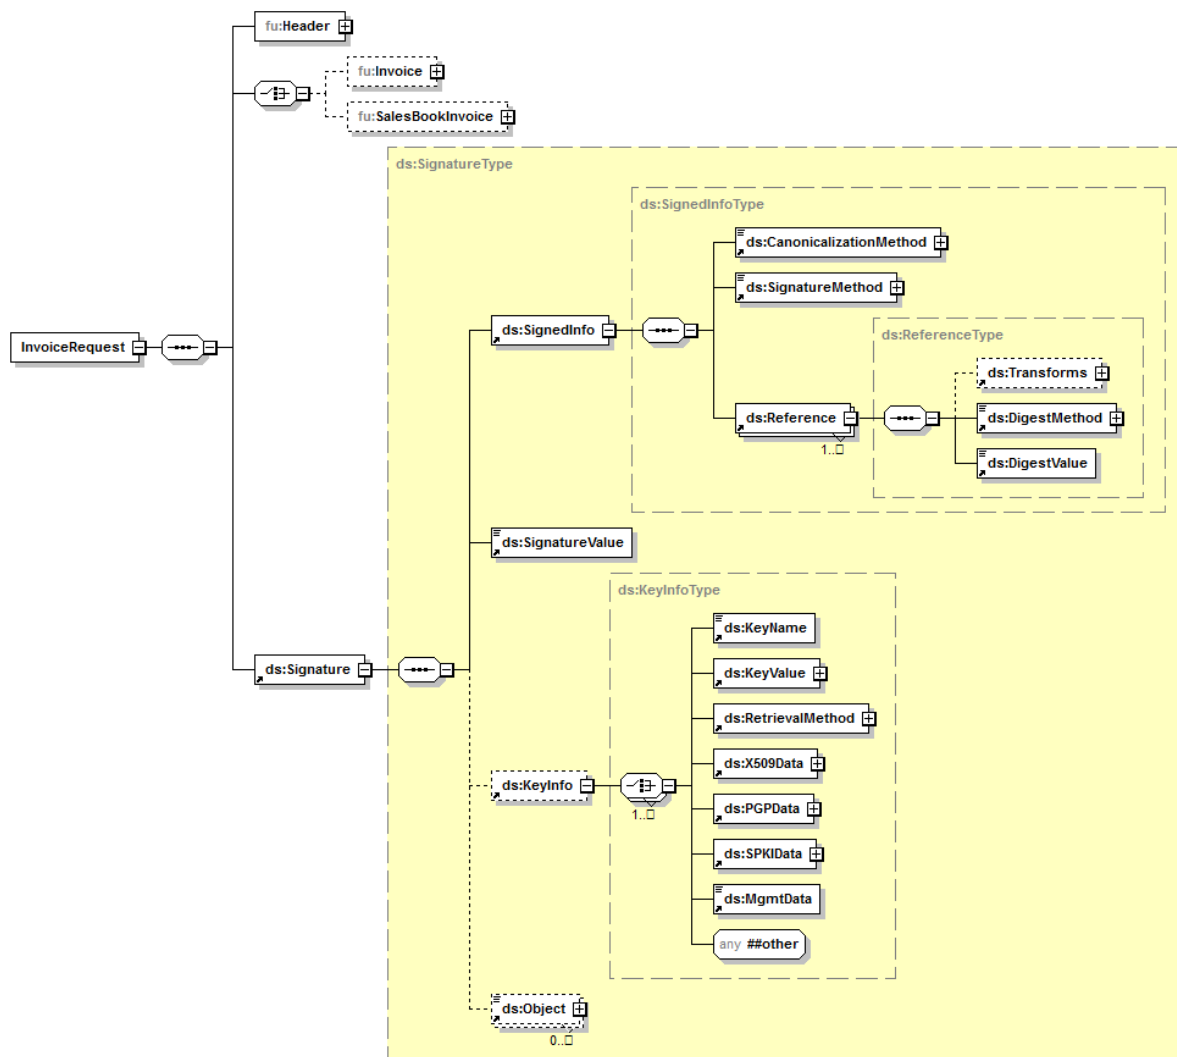 fu:Header
fu:Invoice
fu:SalesBookInvoice
ds:SignatureType
ds:SignedInfoType
ds:CanonicalizationMethod
ds:SignatureMethod
ds:SignedInfo
ds:ReferenceType
InvoiceRequest
ds:Transforms
ds:Reference
ds:DigestMethod
1..□
ds:DigestValue
ds:SignatureValue
ds:KeyInfoType
ds:KeyName
ds:Signature
ds:KeyValue
ds:RetrievalMethod
ds:X509Data
ds:KeyInfo
1..□
ds:PGPData
ds:SPKIData
ds:MgmtData
any ##other
ds:Object
0..□